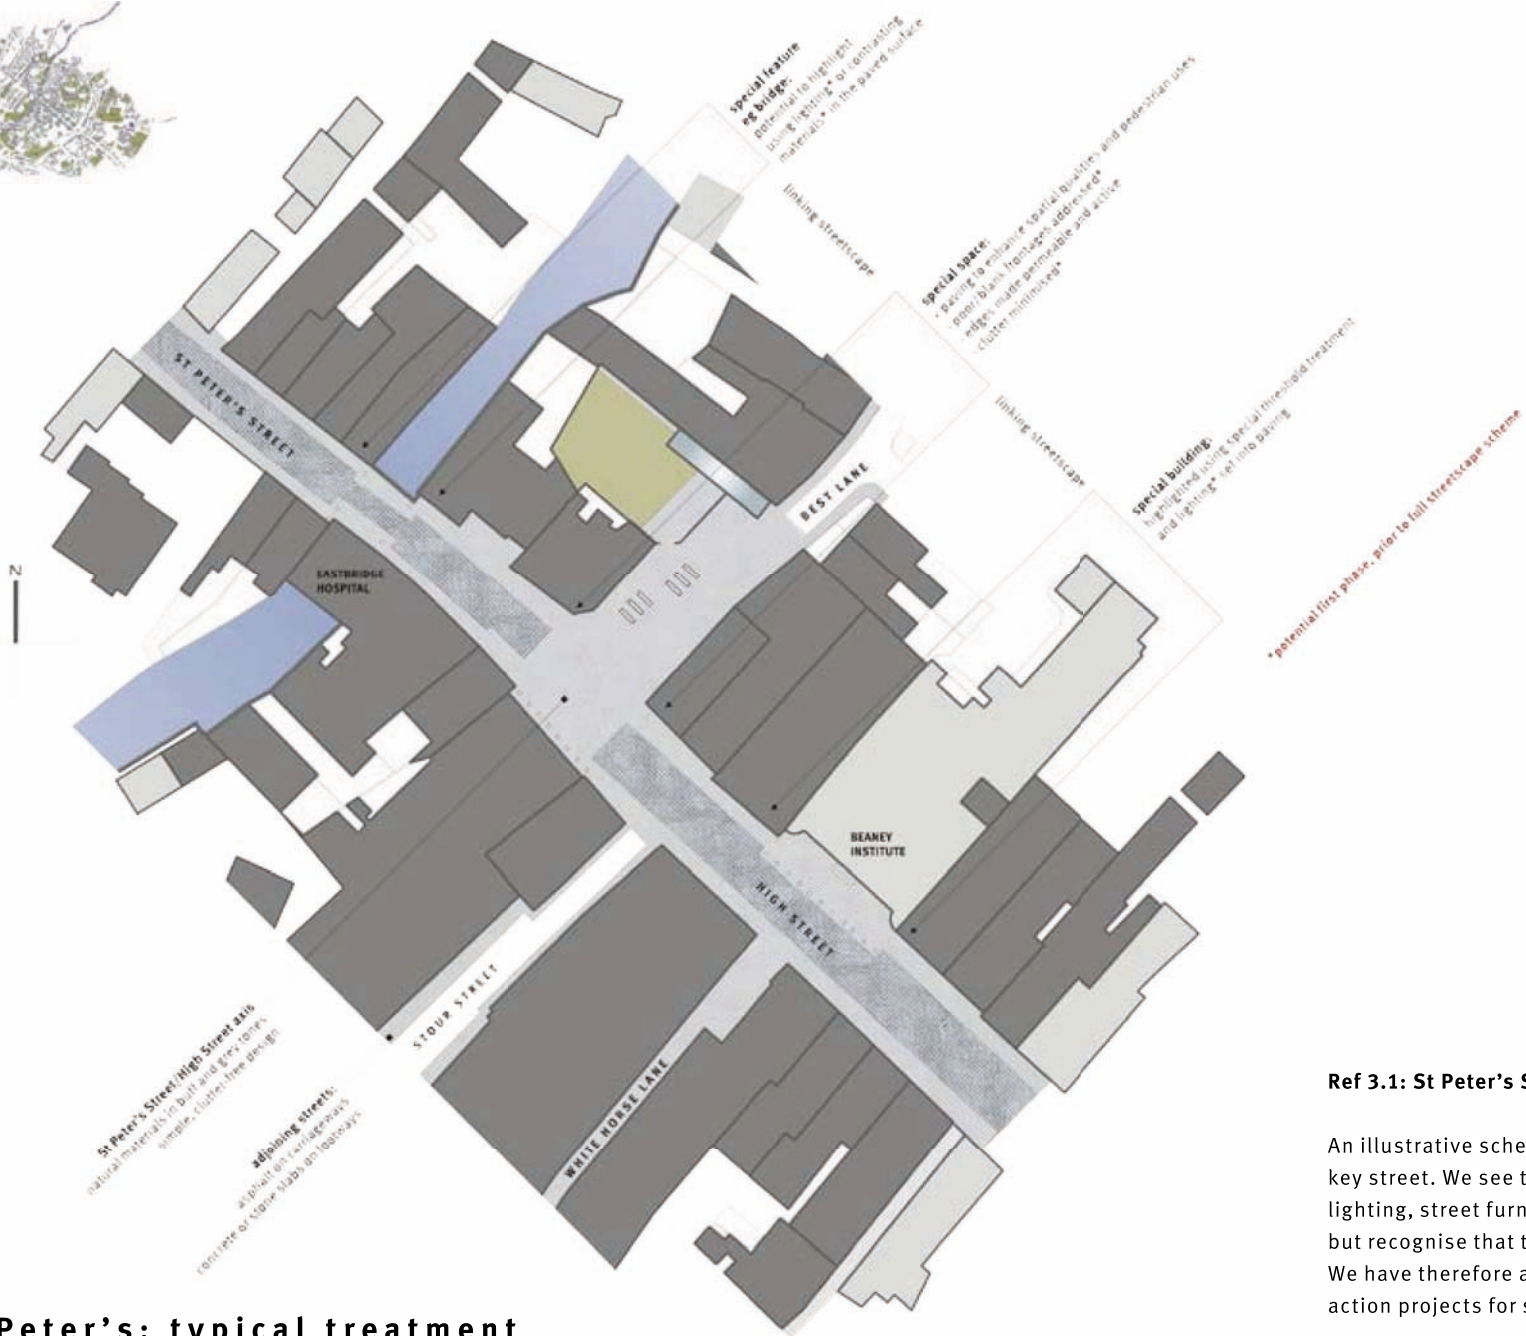 special feature
eg bridge:
potential to highlight
using lighting* or contrasting
materials* in the paved surface
linking streetscape
special space:
- paving to enhance spatial qualities and pedestrian uses
- poor/blank frontages addressed*
- edges made permeable and active
clutter minimised*
linking streetscape
special building:
highlighted using special threshold treatment
and lighting* set into paving
*potential first phase, prior to full streetscape scheme
N
ST PETER'S STREET
BEST LANE
EASTBRIDGE
HOSPITAL
BEANEY
INSTITUTE
HIGH STREET
STOUR STREET
WHITE HORSE LANE
St Peter's Street/High Street axis
natural materials in buff and grey tones
simple, clutter-free design
adjoining streets:
asphalt on carriageways
concrete or stone slabs on footways
Ref 3.1: St Peter's S
An illustrative sche
key street. We see t
lighting, street furn
but recognise that t
We have therefore a
action projects for s
Peter's: typical treatment